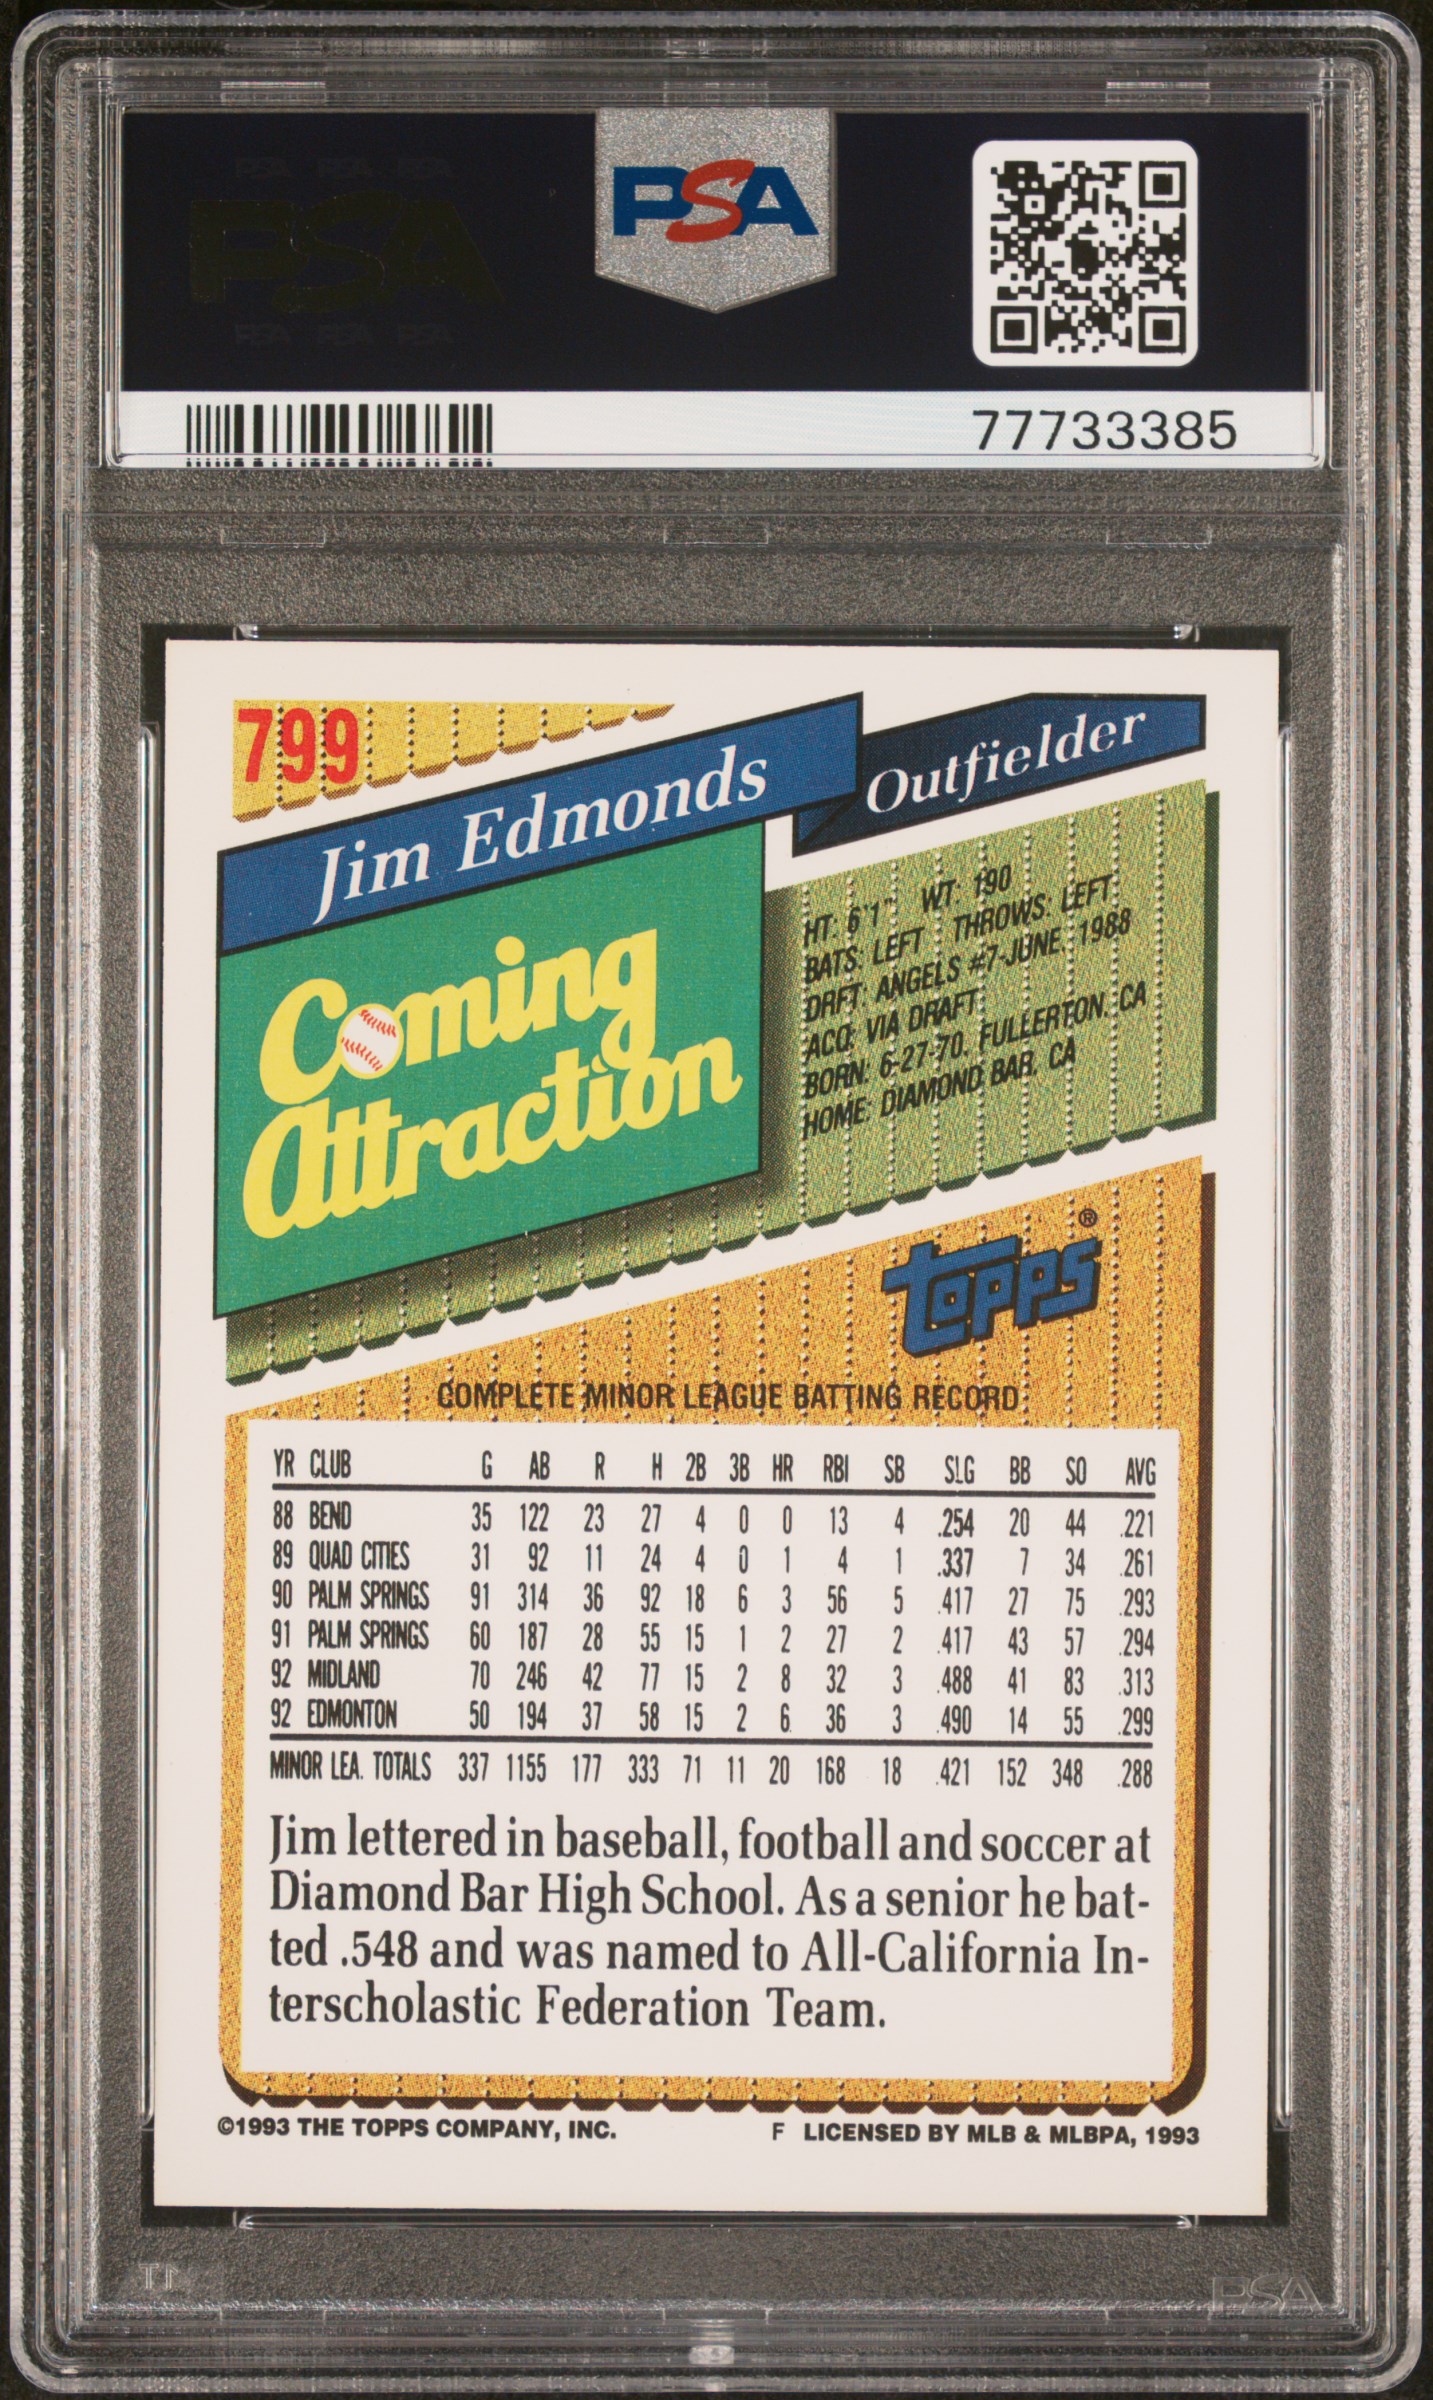 PSA PSA PSA
PSA
PSA PSA PSA
PSA
77733385
799
Jim Edmonds
Outfielder
Coming
Attraction
HT: 6'1" WT: 190
BATS: LEFT THROWS: LEFT
DRFT: ANGELS #7-JUNE, 1988
ACQ: VIA DRAFT
BORN: 6-27-70, FULLERTON, CA
HOME: DIAMOND BAR, CA
topps®
COMPLETE MINOR LEAGUE BATTING RECORD
YR CLUB G AB R H 2B 3B HR RBI SB SLG BB SO AVG
88 BEND 35 122 23 27 4 0 0 13 4 .254 20 44 .221
89 QUAD CITIES 31 92 11 24 4 0 1 4 1 .337 7 34 .261
90 PALM SPRINGS 91 314 36 92 18 6 3 56 5 .417 27 75 .293
91 PALM SPRINGS 60 187 28 55 15 1 2 27 2 .417 43 57 .294
92 MIDLAND 70 246 42 77 15 2 8 32 3 .488 41 83 .313
92 EDMONTON 50 194 37 58 15 2 6 36 3 .490 14 55 .299
MINOR LEA. TOTALS 337 1155 177 333 71 11 20 168 18 .421 152 348 .288
Jim lettered in baseball, football and soccer at
Diamond Bar High School. As a senior he bat-
ted .548 and was named to All-California In-
terscholastic Federation Team.
©1993 THE TOPPS COMPANY, INC. F LICENSED BY MLB & MLBPA, 1993
PSA